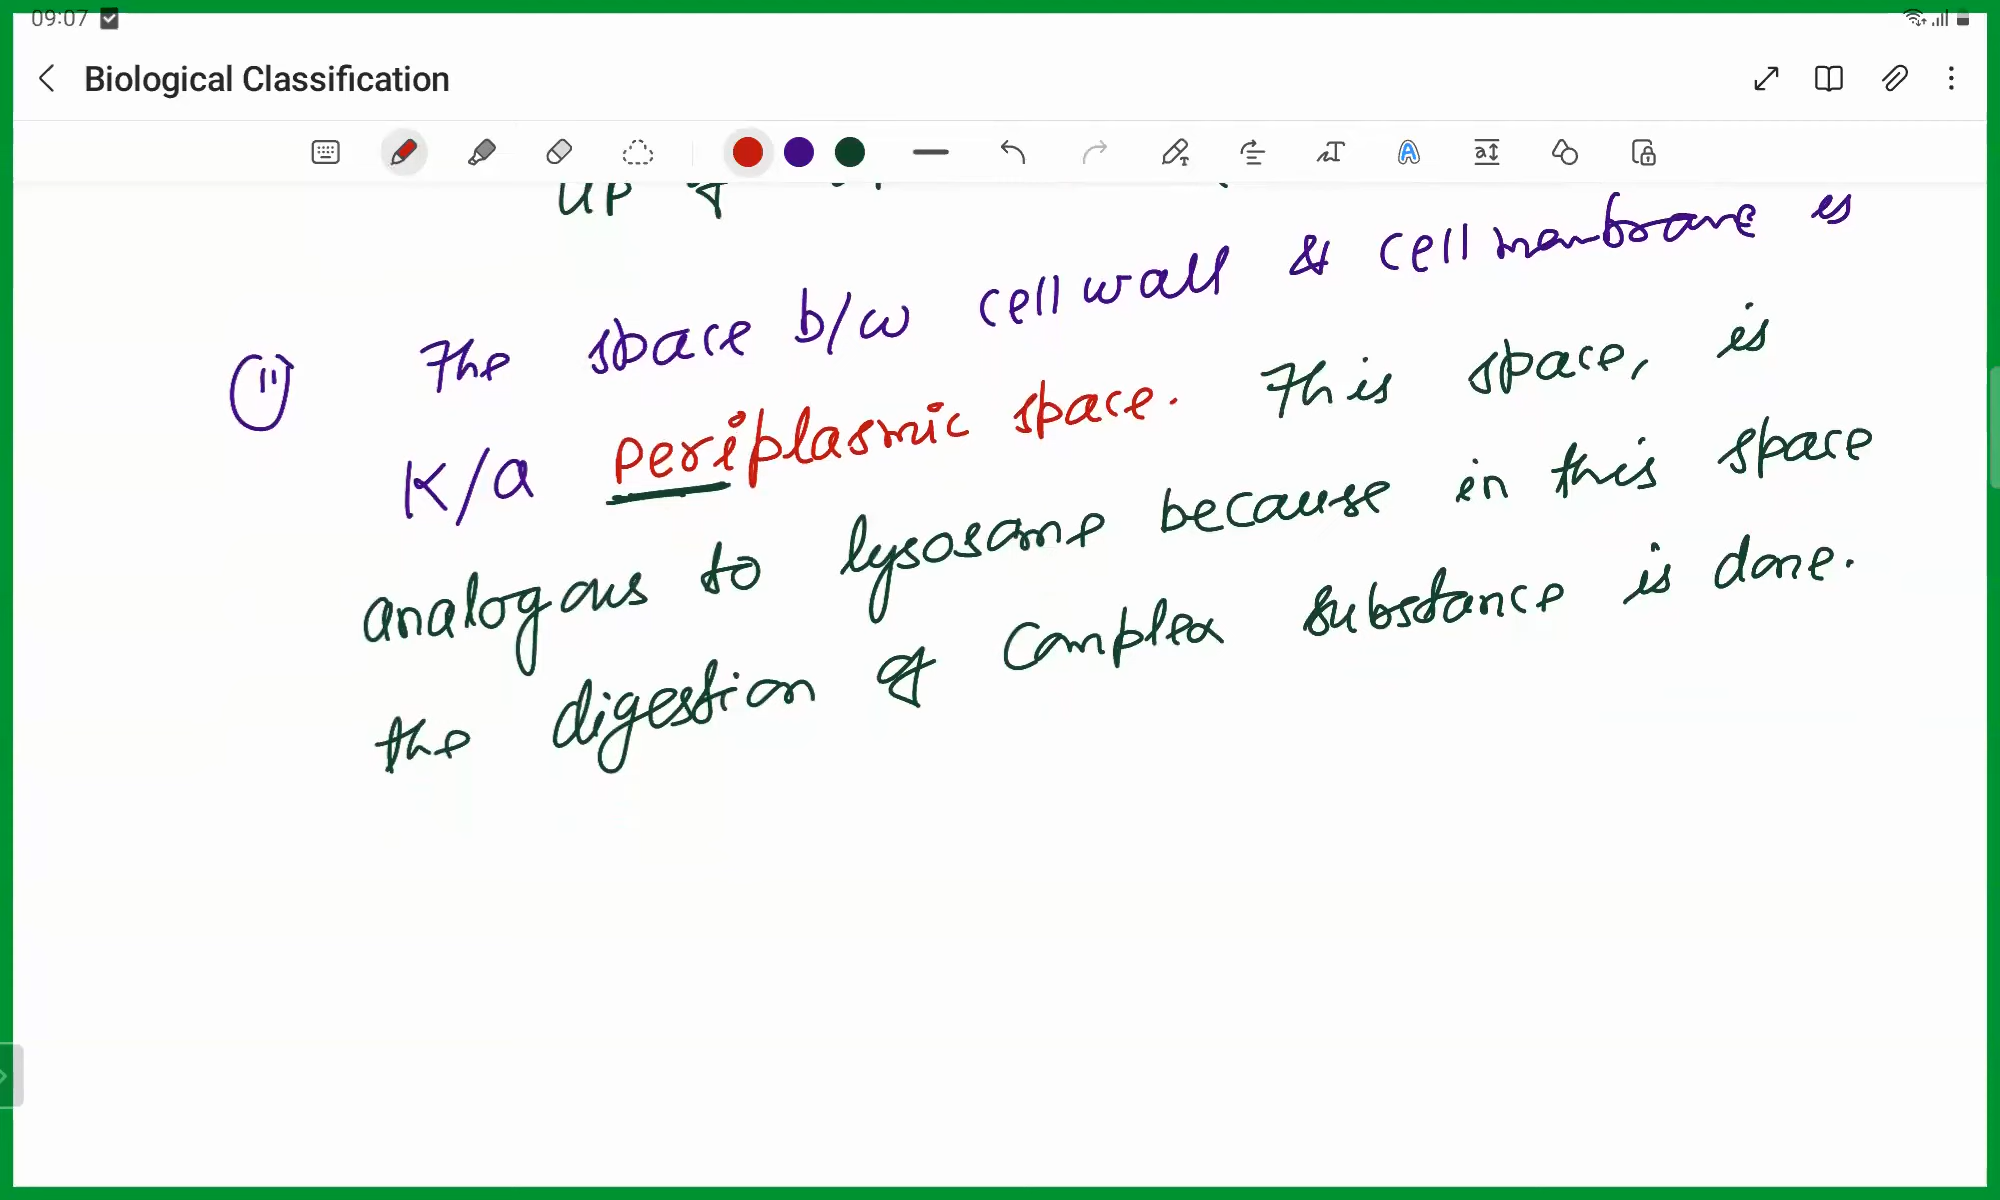 09:07
Biological Classification
up of
The space b/w cell wall & cell membrane is
K/a periplasmic space. This space, is
analogous to lysosome because in this space
the digestion of complex substance is done.